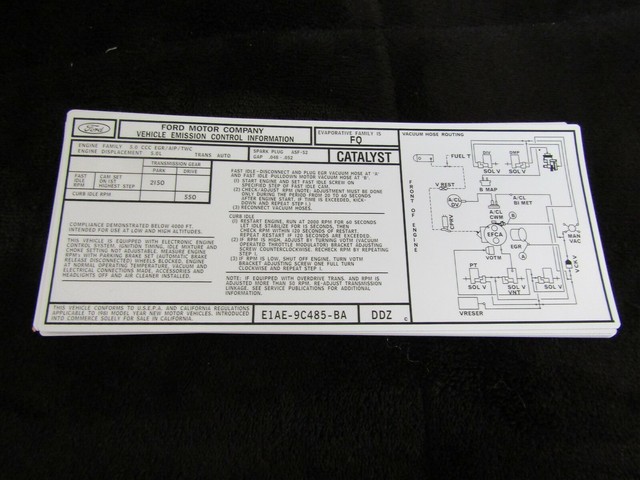 Ford
FORD MOTOR COMPANY
VEHICLE EMISSION CONTROL INFORMATION
EVAPORATIVE FAMILY IS
FQ
ENGINE FAMILY 5.0 CCC EGR/AIP/TWC
ENGINE DISPLACEMENT 5.0L TRANS AUTO
SPARK PLUG ASF-52
GAP .048-.052
CATALYST
TRANSMISSION GEAR
PARK DRIVE
FAST IDLE RPM
CAM SET ON 1ST HIGHEST STEP
2150
CURB IDLE RPM
550
COMPLIANCE DEMONSTRATED BELOW 4000 FT.
INTENDED FOR USE AT LOW AND HIGH ALTITUDES.
THIS VEHICLE IS EQUIPPED WITH ELECTRONIC ENGINE
CONTROL SYSTEM. IGNITION TIMING, IDLE MIXTURE AND
CHOKE SETTING NOT ADJUSTABLE. MEASURE ENGINE
RPM'S WITH PARKING BRAKE SET (AUTOMATIC BRAKE
RELEASE DISCONNECTED) WHEELS BLOCKED, ENGINE
AT NORMAL OPERATING TEMPERATURE, VACUUM AND
ELECTRICAL CONNECTIONS MADE, ACCESSORIES AND
HEADLIGHTS OFF AND AIR CLEANER INSTALLED.
THIS VEHICLE CONFORMS TO U.S.E.P.A. AND CALIFORNIA REGULATIONS
APPLICABLE TO 1981 MODEL YEAR NEW MOTOR VEHICLES, INTRODUCED
INTO COMMERCE SOLELY FOR SALE IN CALIFORNIA.
FAST IDLE-DISCONNECT AND PLUG EGR VACUUM HOSE AT
AND FAST IDLE PULLDOWN MOTOR VACUUM HOSE AT
(1) START ENGINE AND SET FAST IDLE SCREW ON
SPECIFIED STEP OF FAST IDLE CAM.
(2) CHECK/ADJUST RPM (NOTE, ADJUSTMENT MUST BE DONE
ONLY DURING THE PERIOD FROM 20 TO 60 SECONDS
AFTER ENGINE START. IF TIME IS EXCEEDED, KICK-
DOWN AND REPEAT STEP 1)
(3) RECONNECT VACUUM HOSES.
CURB IDLE
(1) RESTART ENGINE, RUN AT 2000 RPM FOR 60 SECONDS
LET IDLE STABILIZE FOR 15 SECONDS, THEN
CHECK RPM WITHIN 120 SECONDS OF RESTART.
REPEAT RESTART IF 120 SECONDS OVERRUN.
(2) IF RPM IS HIGH, ADJUST BY TURNING VOTM (VACUUM
OPERATED THROTTLE MODULATOR) BRACKET ADJUSTING
SCREW COUNTERCLOCKWISE AND REPEAT STEP 1.
(3) IF RPM IS LOW, SHUT OFF ENGINE, TURN VOTM
BRACKET ADJUSTING SCREW ONE FULL TURN
CLOCKWISE AND REPEAT STEP 1.
NOTE: IF EQUIPPED WITH OVERDRIVE TRANS. AND RPM IS
ADJUSTED MORE THAN 50 RPM, RE-ADJUST TRANSMISSION
LINKAGE. SEE SERVICE PUBLICATIONS FOR ADDITIONAL
INFORMATION.
E1AE-9C485-BA DDZ C
VACUUM HOSE ROUTING
FRONT OF ENGINE
FUEL T
DIV
SOL V
DMP
SOL V
V REST
B MAP
A/CL
DV
A/CL
BI MET
A/CL
CWM
B
CPRV
EFCA
VOTM
EGR
A
MAN
VAC
VCKV
PT
SOL V
SOL V
VNT
SOL V
VRESER